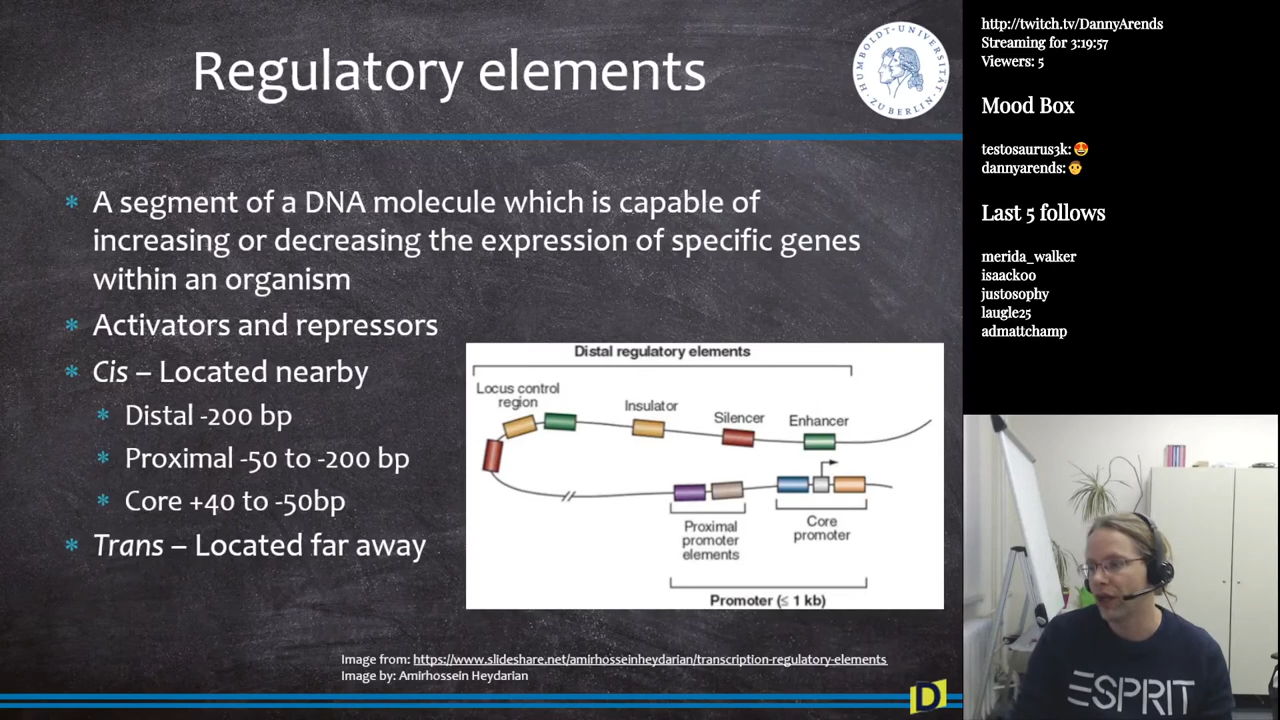 Regulatory elements
HUMBOLDT-UNIVERSITÄT
ZU BERLIN
A segment of a DNA molecule which is capable of
increasing or decreasing the expression of specific genes
within an organism
Activators and repressors
Cis – Located nearby
Distal -200 bp
Proximal -50 to -200 bp
Core +40 to -50bp
Trans – Located far away
Distal regulatory elements
Locus control
region
Insulator
Silencer
Enhancer
Proximal
promoter
elements
Core
promoter
Promoter (≤ 1 kb)
Image from: https://www.slideshare.net/amirhosseinheydarian/transcription-regulatory-elements
Image by: Amirhossein Heydarian
D
http://twitch.tv/DannyArends
Streaming for 3:19:57
Viewers: 5
Mood Box
testosaurus3k: 😍
dannyarends: 👨
Last 5 follows
merida_walker
isaackoo
justosophy
laugle25
admattchamp
ESPRIT